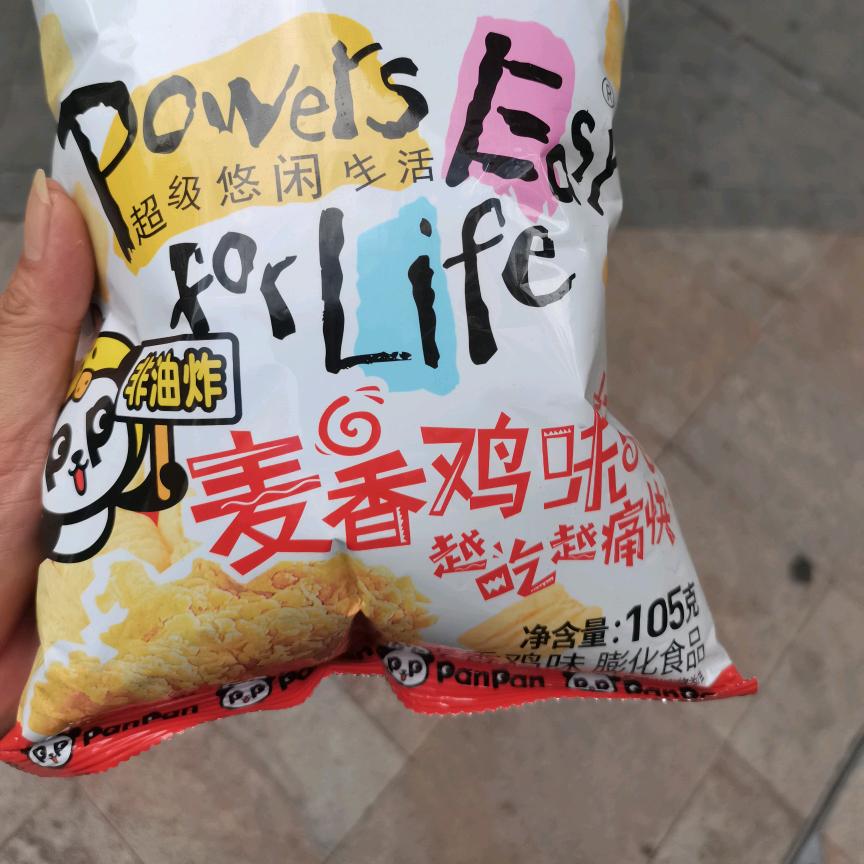 Powers Easy
®
超级悠闲生活
for Life
非油炸
麦香鸡味
越吃越痛快
净含量:105克
香鸡味 膨化食品
PanPan PanPan PanPan